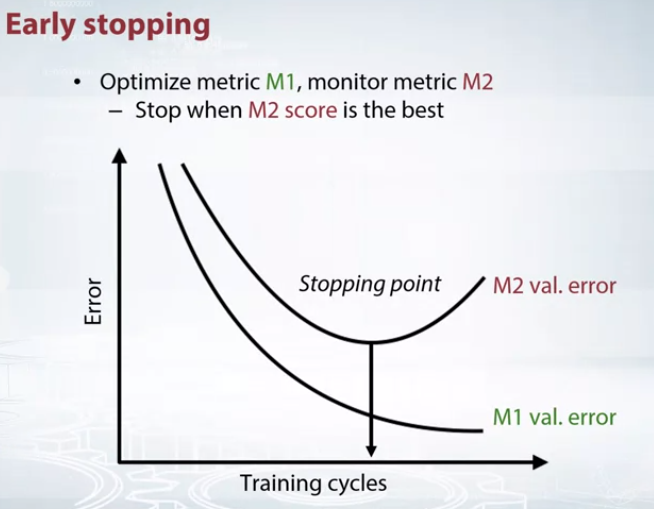 Early stopping
• Optimize metric M1, monitor metric M2
– Stop when M2 score is the best
Error
Stopping point
M2 val. error
M1 val. error
Training cycles